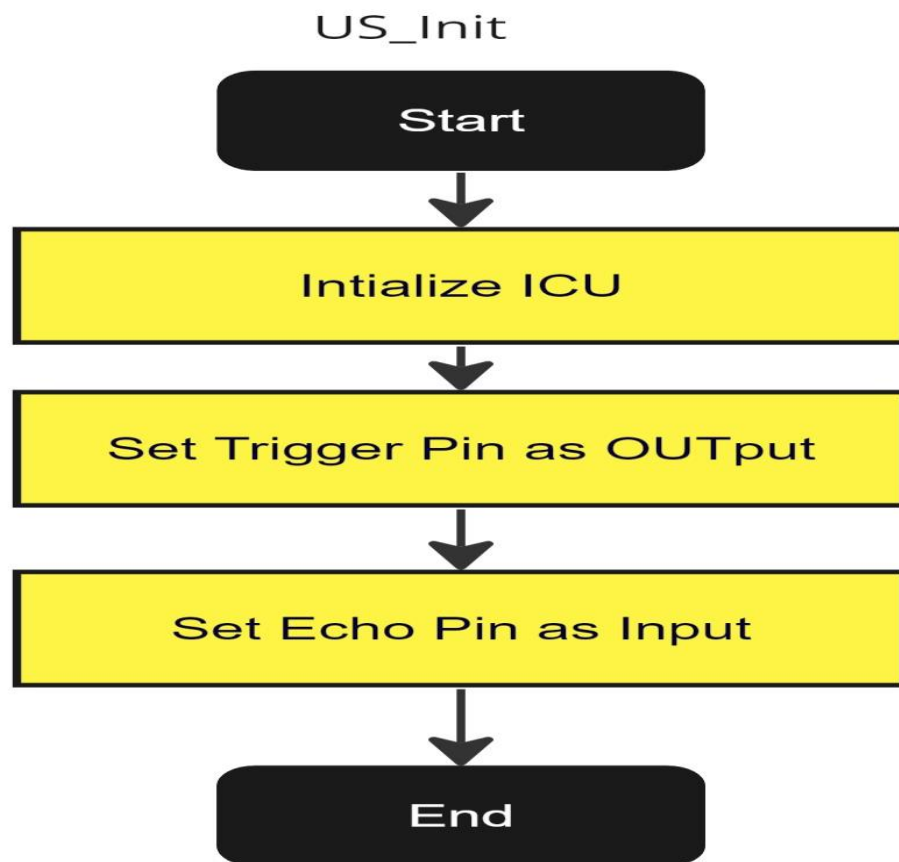 US_Init
Start
Intialize ICU
Set Trigger Pin as OUTput
Set Echo Pin as Input
End